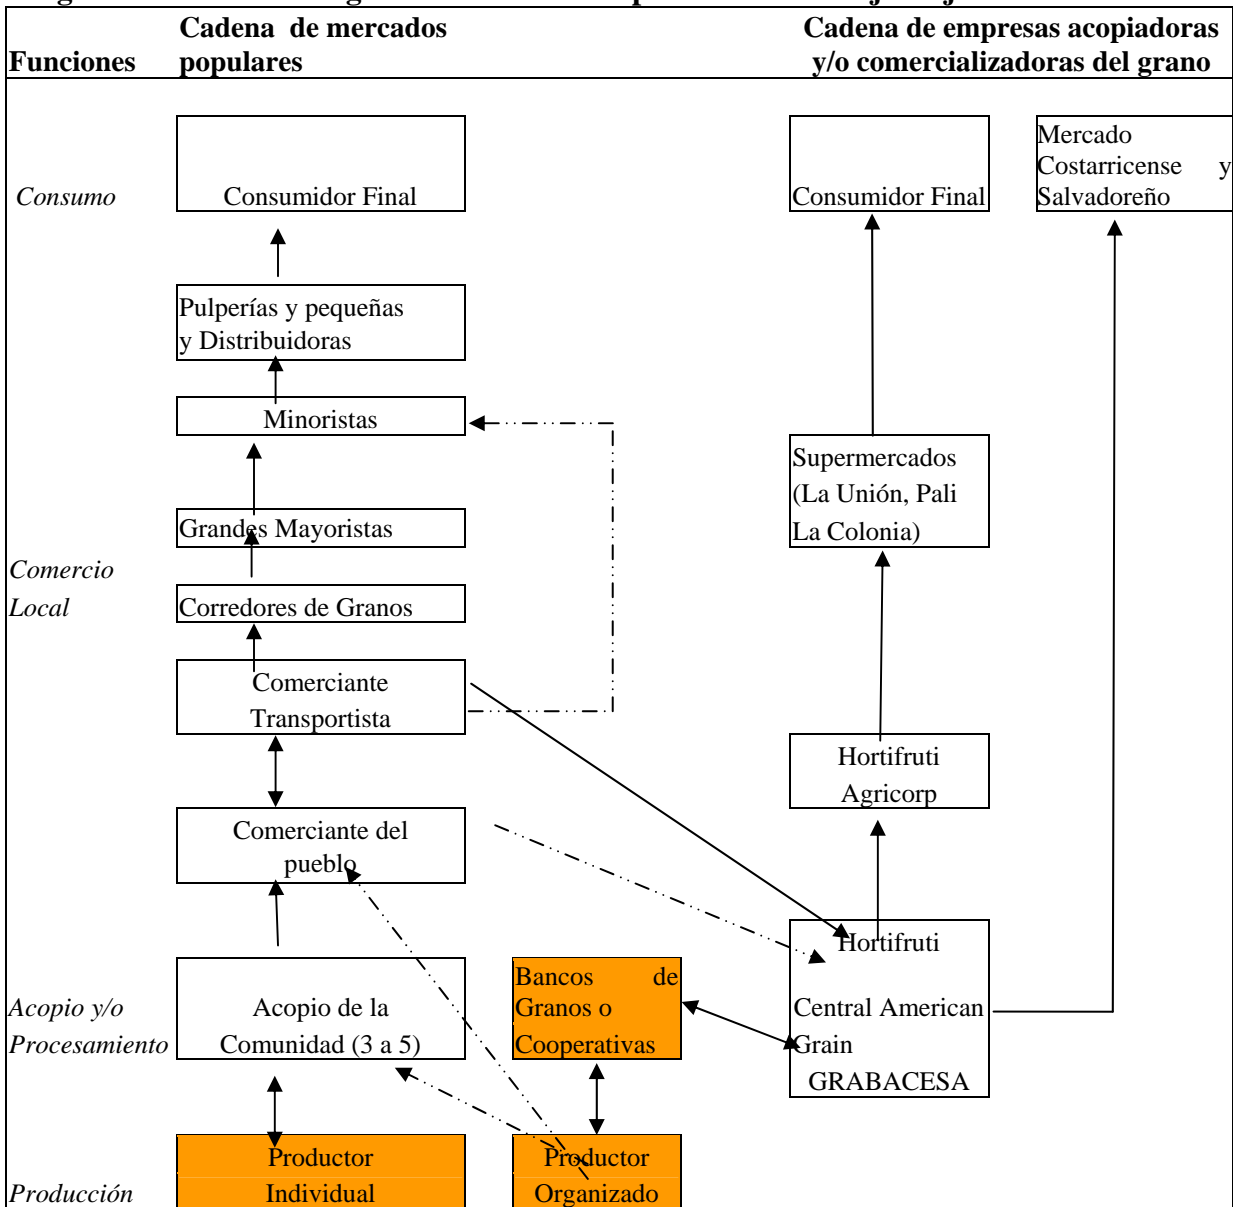 Cadena de mercados
populares
Cadena de empresas acopiadoras
y/o comercializadoras del grano
Funciones
Consumo
Consumidor Final
Consumidor Final
Mercado
Costarricense y
Salvadoreño
Pulperías y pequeñas
y Distribuidoras
Minoristas
Supermercados
(La Unión, Pali
La Colonia)
Grandes Mayoristas
Comercio
Local
Corredores de Granos
Comerciante
Transportista
Hortifruti
Agricorp
Comerciante del
pueblo
Hortifruti
Central American
Grain
GRABACESA
Acopio y/o
Procesamiento
Acopio de la
Comunidad (3 a 5)
Bancos de
Granos o
Cooperativas
Producción
Productor
Individual
Productor
Organizado